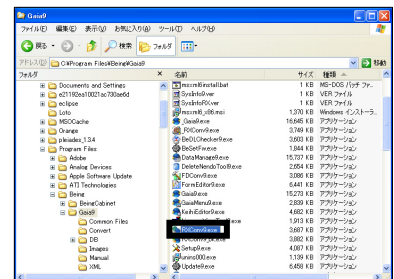 Gaia9
ファイル(F) 編集(E) 表示(V) お気に入り(A) ツール(T) ヘルプ(H)
戻る 検索 フォルダ
アドレス(D) C:¥Program Files¥Being¥Gaia9 移動
フォルダ × 名前 サイズ 種類
Documents and Settings
e21192ea10021ac730ae6d
eclipse
Loto
MSOCache
Orange
pleiades_1.3.4
Program Files
Adobe
Analog Devices
Apple Software Update
ATI Technologies
Being
BeingCabinet
Gaia9
Common Files
Convert
DB
Images
Manual
XML
msxml6install.bat 1 KB MS-DOS バッチ ファ...
SysInfo9.ver 1 KB VER ファイル
SysInfoRX.ver 1 KB VER ファイル
msxml6_x86.msi 1,370 KB Windows インストーラ...
_Gaia9.exe 16,645 KB アプリケーション
_RXConv9.exe 3,749 KB アプリケーション
BeDLChecker9.exe 3,603 KB アプリケーション
BeSetFw.exe 1,844 KB アプリケーション
DataManage9.exe 15,737 KB アプリケーション
DeleteNendoTool9.exe 2,654 KB アプリケーション
FDConv9.exe 3,086 KB アプリケーション
FormEditor9.exe 6,441 KB アプリケーション
Gaia9.exe 15,273 KB アプリケーション
GaiaMenu9.exe 2,839 KB アプリケーション
KeihiEditor9.exe 4,682 KB アプリケーション
1,913 KB アプリケーション
RXConv9.exe 3,687 KB アプリケーション
3,882 KB アプリケーション
Setup9.exe 4,087 KB アプリケーション
unins000.exe 1,139 KB アプリケーション
Update9.exe 6,458 KB アプリケーション